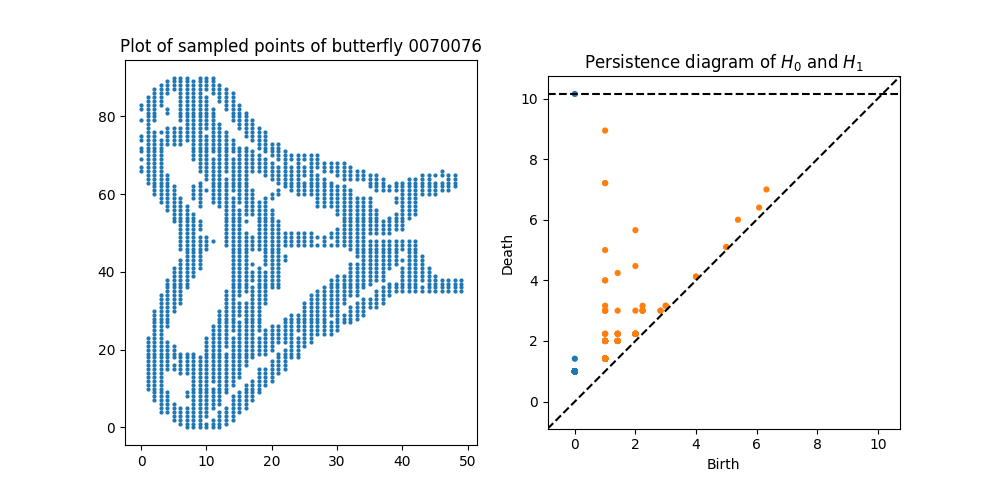 Plot of sampled points of butterfly 0070076
80
60
40
20
0
0 10 20 30 40 50
Persistence diagram of H₀ and H₁
10
8
6
4
2
0
Death
0 2 4 6 8 10
Birth